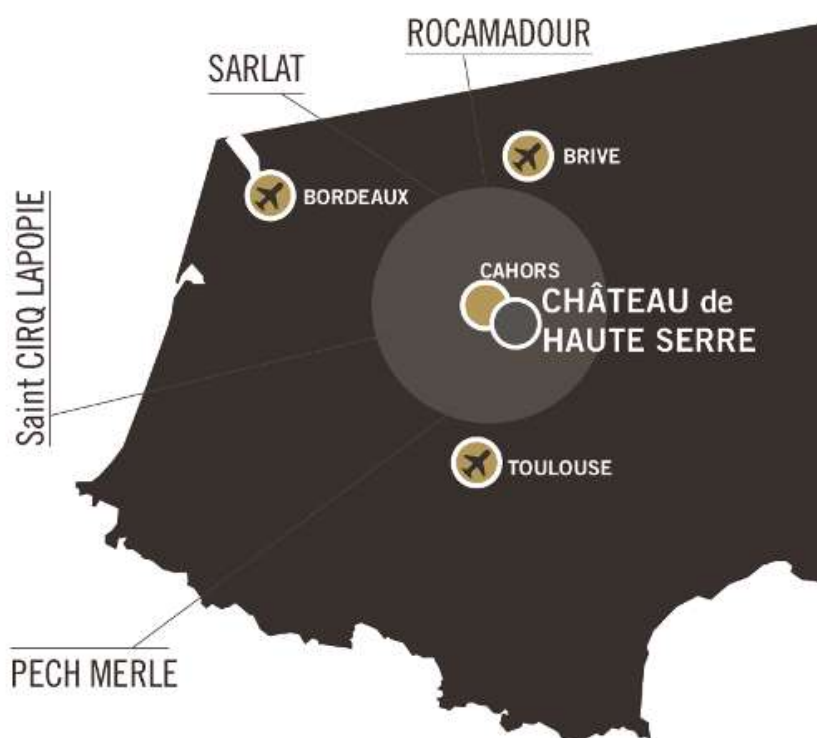 ROCAMADOUR
SARLAT
BRIVE
BORDEAUX
Saint CIRQ LAPOPIE
CAHORS
CHÂTEAU de
HAUTE SERRE
TOULOUSE
PECH MERLE